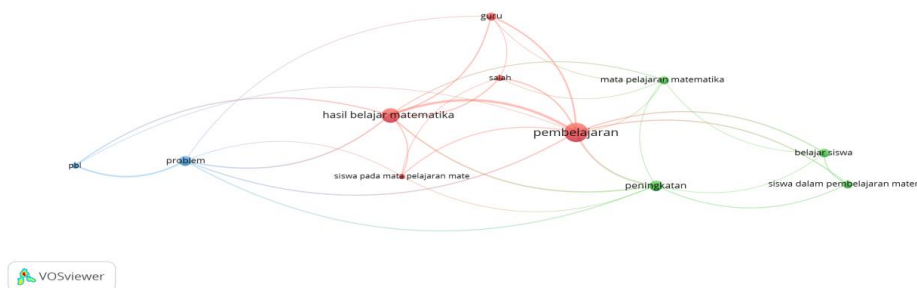 guru
salah
mata pelajaran matematika
hasil belajar matematika
pembelajaran
belajar siswa
pbl
problem
siswa pada mata pelajaran mate
peningkatan
siswa dalam pembelajaran mater
VOSviewer